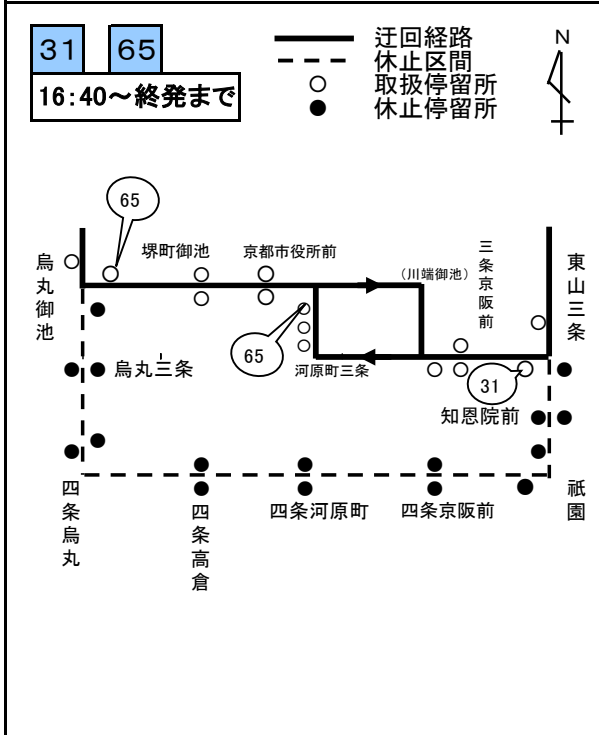 31 65
16:40～終発まで
迂回経路
休止区間
取扱停留所
休止停留所
N
65
烏丸御池
堺町御池
京都市役所前
(川端御池)
三条京阪前
東山三条
65
河原町三条
31
烏丸三条
知恩院前
四条烏丸
四条高倉
四条河原町
四条京阪前
祇園